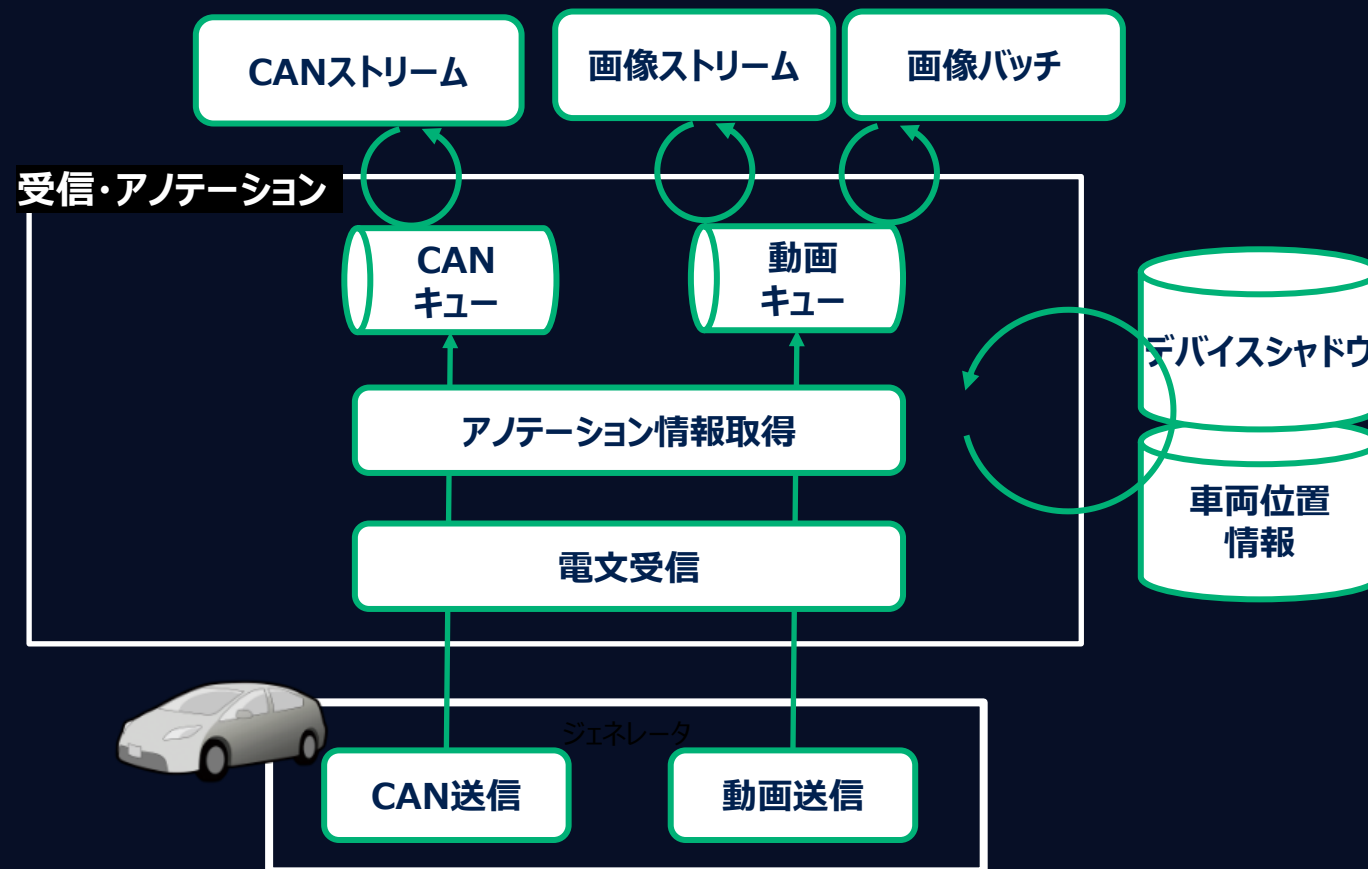 CANストリーム
画像ストリーム
画像バッチ
受信・アノテーション
CAN
キュー
動画
キュー
デバイスシャドウ
アノテーション情報取得
車両位置
情報
電文受信
ジェネレータ
CAN送信
動画送信